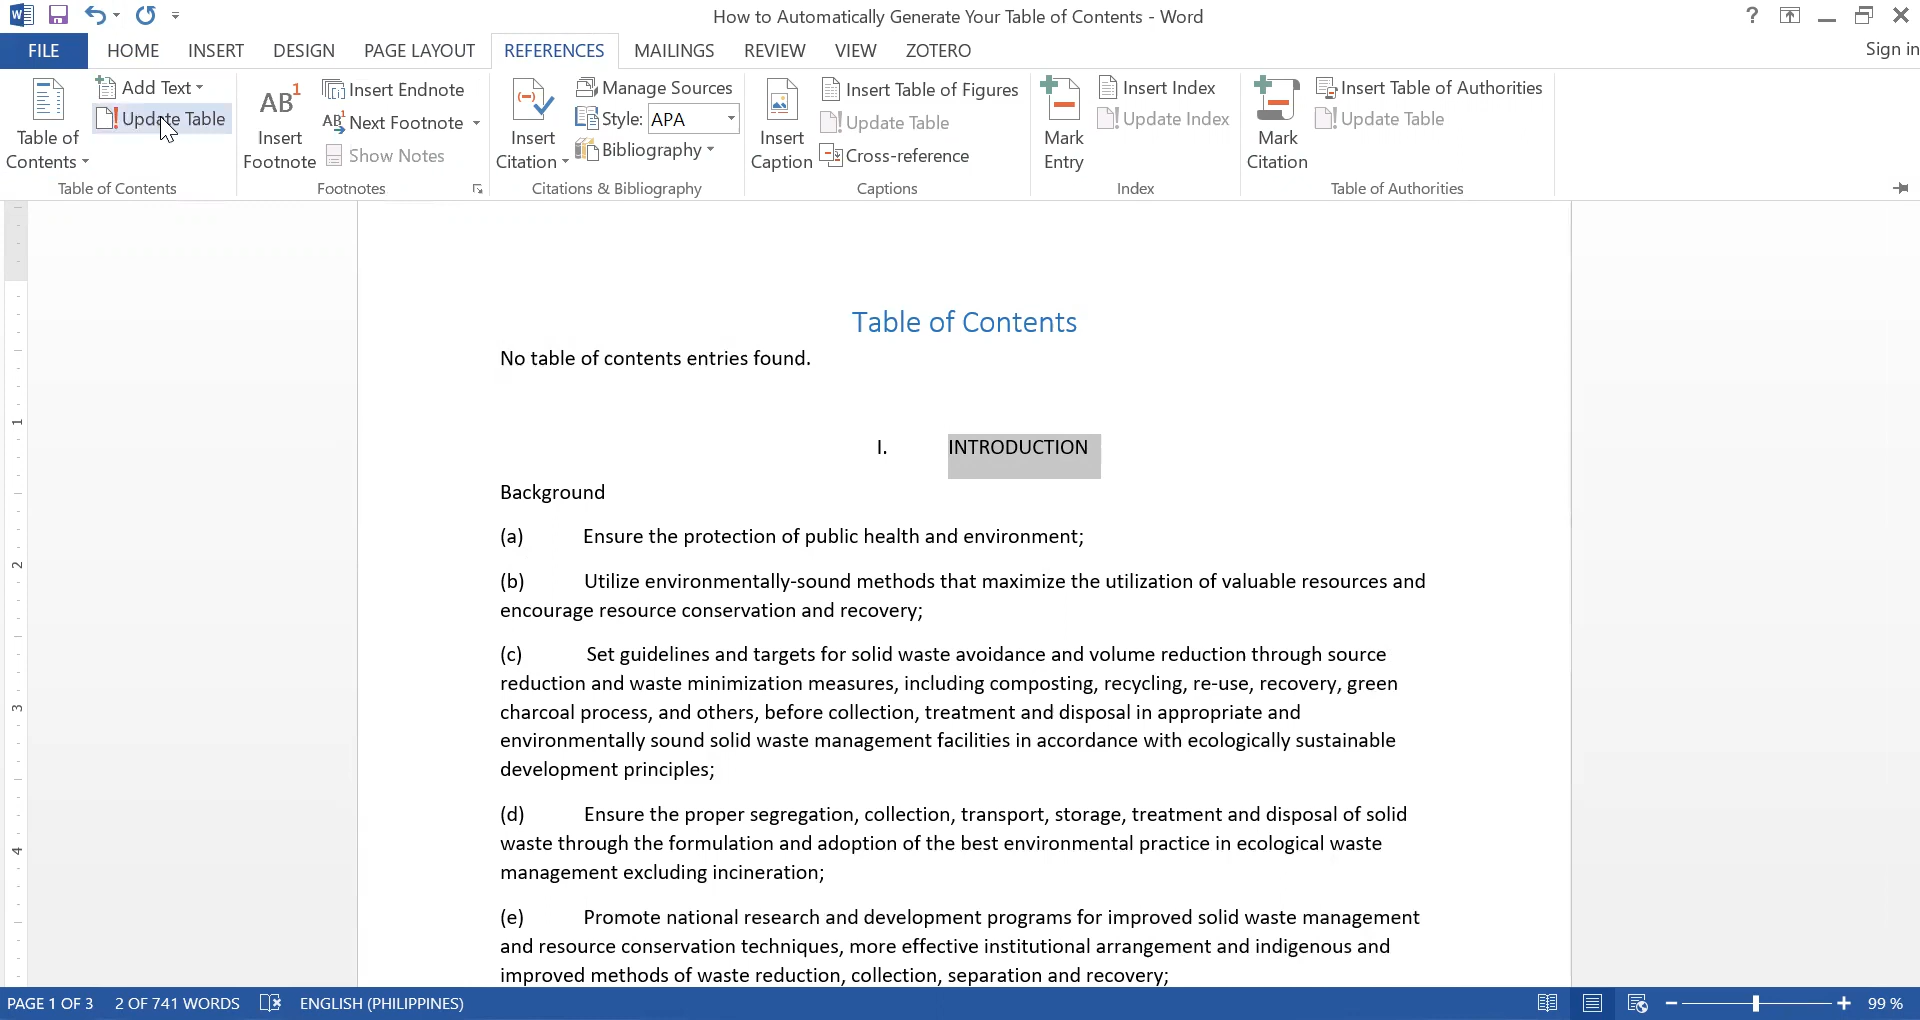 How to Automatically Generate Your Table of Contents - Word
?
Sign in
FILE HOME INSERT DESIGN PAGE LAYOUT REFERENCES MAILINGS REVIEW VIEW ZOTERO
Table of Contents
Add Text
Update Table
Table of Contents
AB1
Insert Footnote
Insert Endnote
AB1 Next Footnote
Show Notes
Footnotes
Insert Citation
Manage Sources
Style: APA
Bibliography
Citations & Bibliography
Insert Caption
Insert Table of Figures
Update Table
Cross-reference
Captions
Mark Entry
Insert Index
Update Index
Index
Mark Citation
Insert Table of Authorities
Update Table
Table of Authorities
Table of Contents
No table of contents entries found.
I. INTRODUCTION
Background
(a) Ensure the protection of public health and environment;
(b) Utilize environmentally-sound methods that maximize the utilization of valuable resources and
encourage resource conservation and recovery;
(c) Set guidelines and targets for solid waste avoidance and volume reduction through source
reduction and waste minimization measures, including composting, recycling, re-use, recovery, green
charcoal process, and others, before collection, treatment and disposal in appropriate and
environmentally sound solid waste management facilities in accordance with ecologically sustainable
development principles;
(d) Ensure the proper segregation, collection, transport, storage, treatment and disposal of solid
waste through the formulation and adoption of the best environmental practice in ecological waste
management excluding incineration;
(e) Promote national research and development programs for improved solid waste management
and resource conservation techniques, more effective institutional arrangement and indigenous and
improved methods of waste reduction, collection, separation and recovery;
1
2
3
4
PAGE 1 OF 3 2 OF 741 WORDS ENGLISH (PHILIPPINES) 99 %